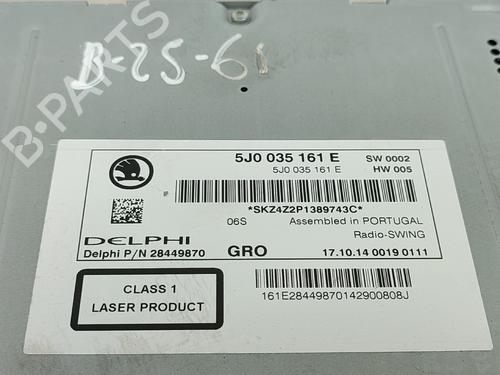 B-25-61
B-PARTS
5J0 035 161 E SW 0002
5J0 035 161 E HW 005
*SKZ4Z2P1389743C*
06S Assembled in PORTUGAL
Radio-SWING
DELPHI
Delphi P/N 28449870 GRO 17.10.14 0019 0111
CLASS 1
LASER PRODUCT
161E28449870142900808J